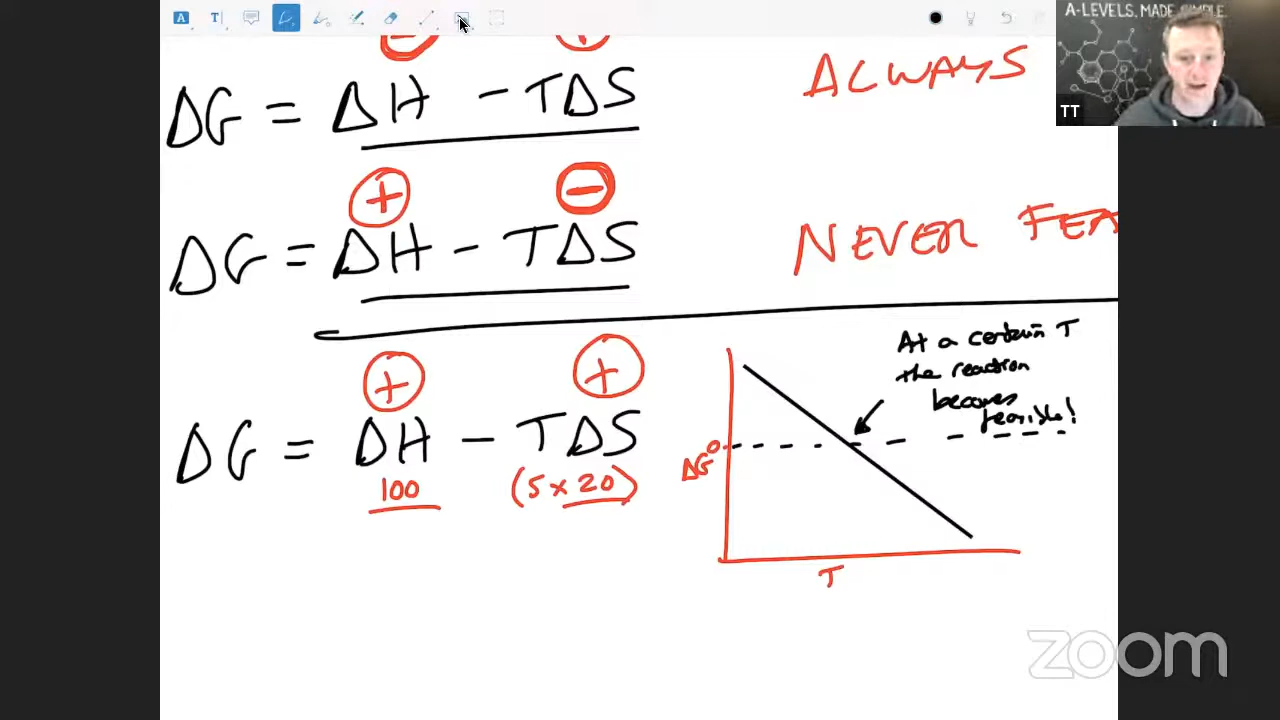 A-LEVELS, MADE SIMPLE.
TT
⊖ ⊕
ΔG = ΔH - TΔS
ALWAYS
⊕ ⊖
ΔG = ΔH - TΔS
NEVER FEA
⊕ ⊕
ΔG = ΔH - TΔS
100 (5 x 20)
At a certain T
the reaction
becomes
feasible!
0
ΔG
T
zoom